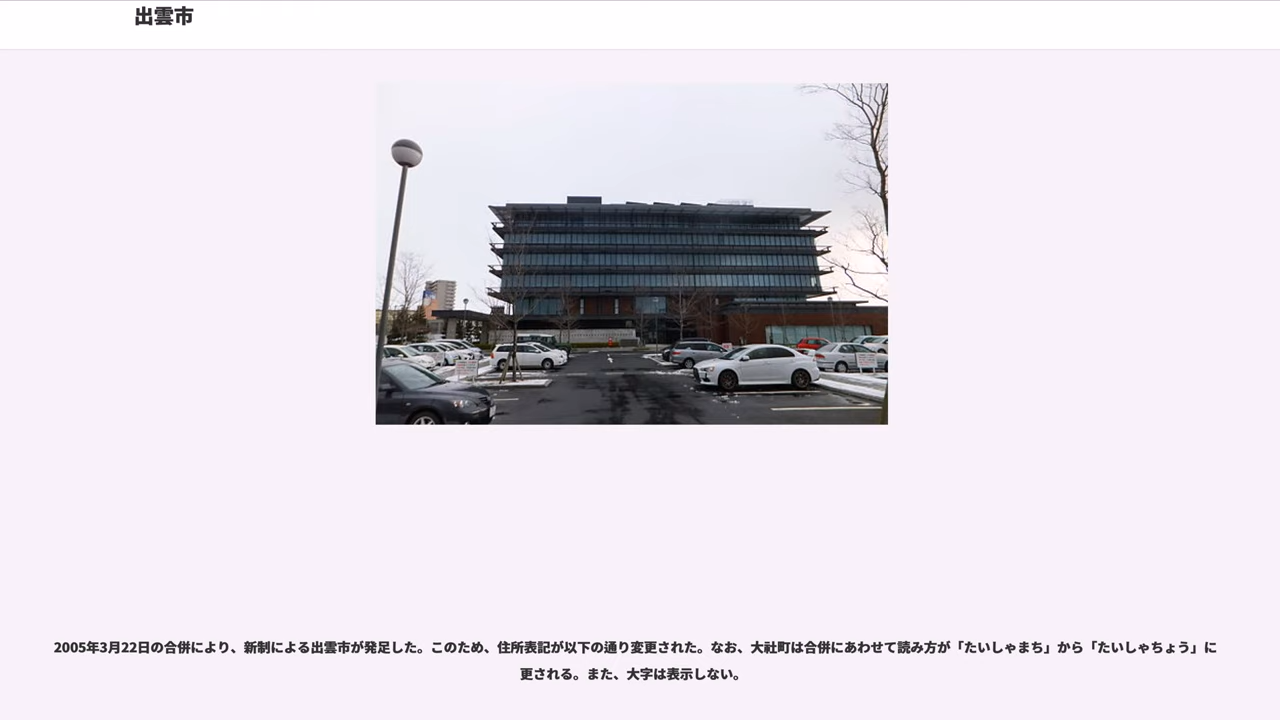 出雲市
2005年3月22日の合併により、新制による出雲市が発足した。このため、住所表記が以下の通り変更された。なお、大社町は合併にあわせて読み方が「たいしゃまち」から「たいしゃちょう」に
更される。また、大字は表示しない。